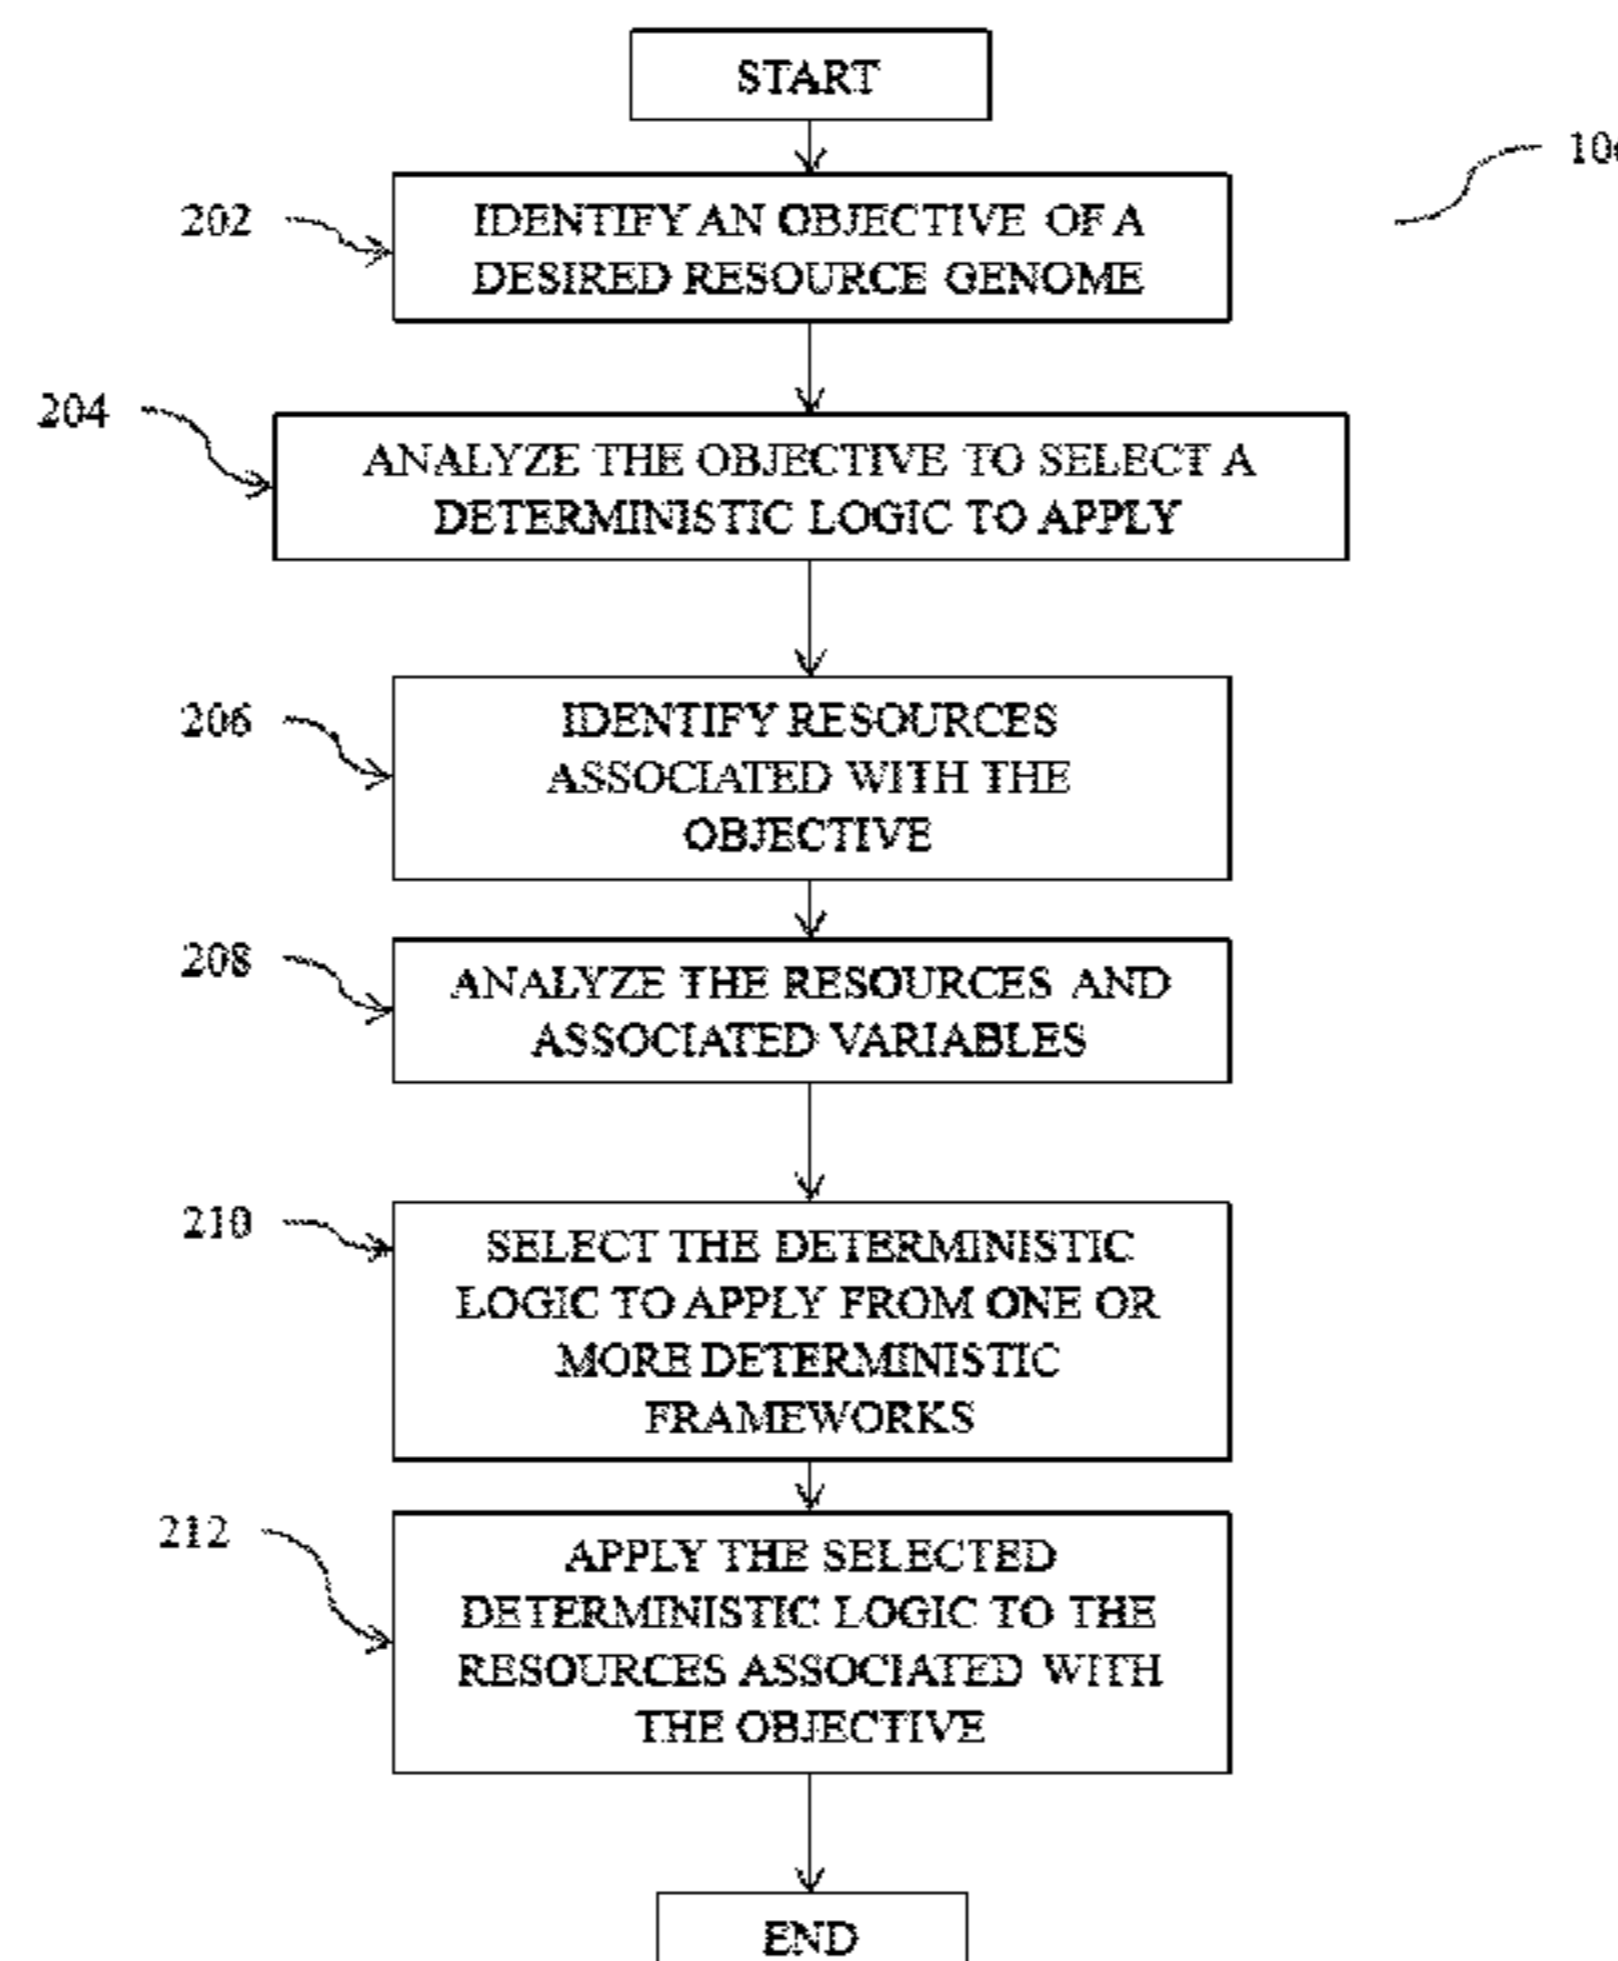 START
202
IDENTIFY AN OBJECTIVE OF A
DESIRED RESOURCE GENOME
204
ANALYZE THE OBJECTIVE TO SELECT A
DETERMINISTIC LOGIC TO APPLY
206
IDENTIFY RESOURCES
ASSOCIATED WITH THE
OBJECTIVE
208
ANALYZE THE RESOURCES AND
ASSOCIATED VARIABLES
210
SELECT THE DETERMINISTIC
LOGIC TO APPLY FROM ONE OR
MORE DETERMINISTIC
FRAMEWORKS
212
APPLY THE SELECTED
DETERMINISTIC LOGIC TO THE
RESOURCES ASSOCIATED WITH
THE OBJECTIVE
END